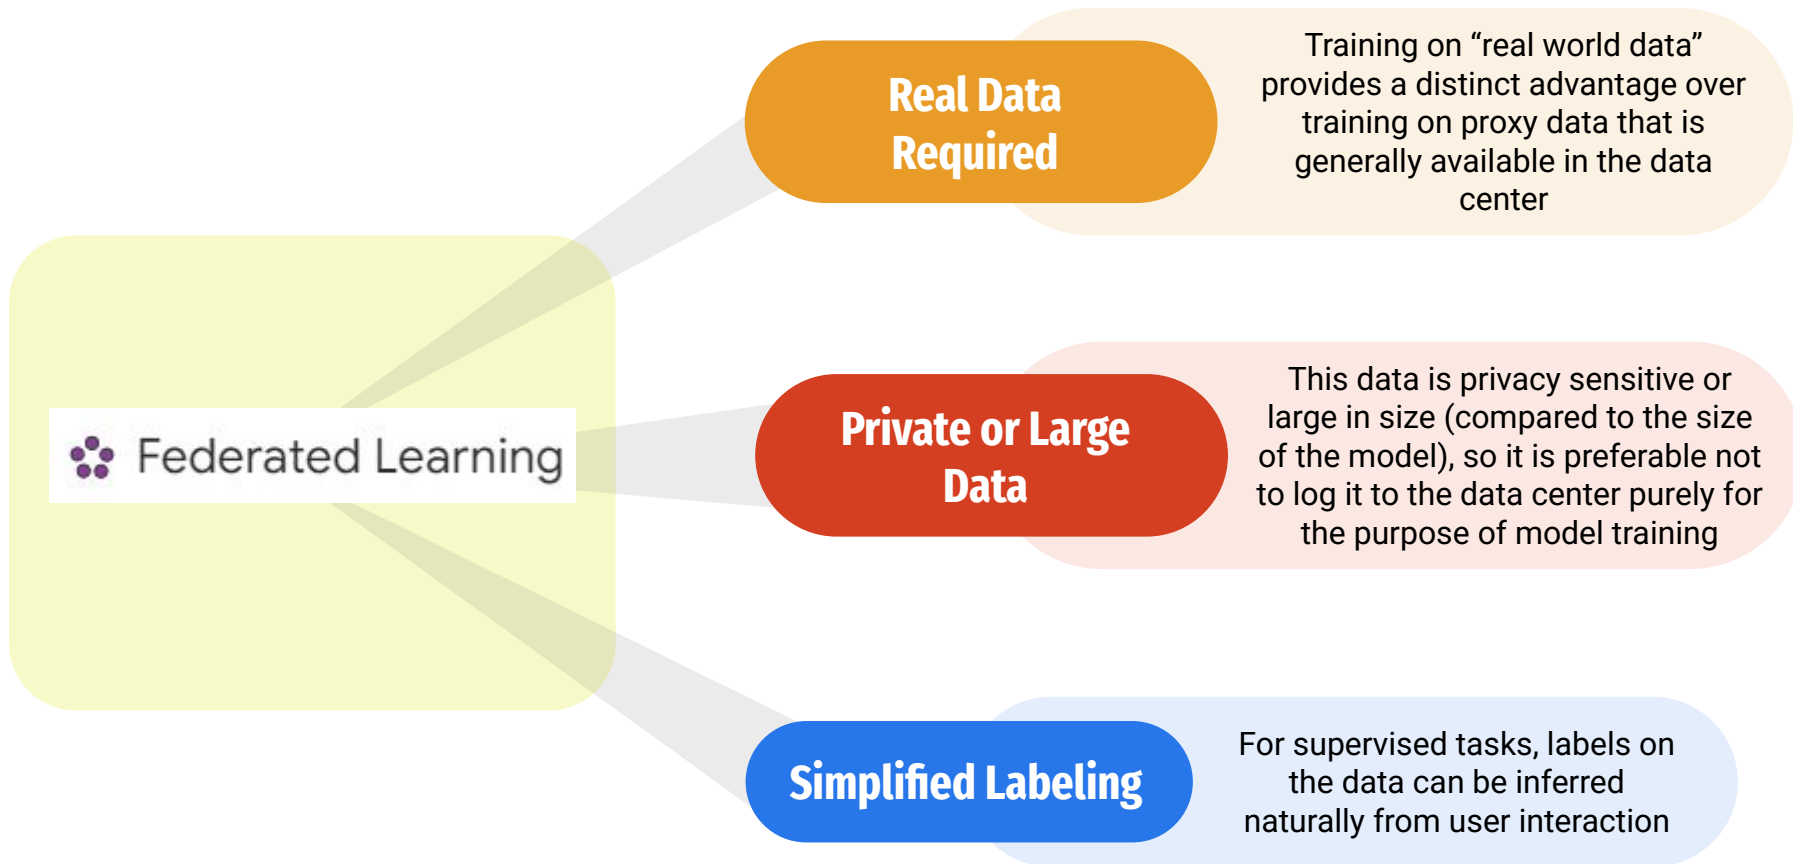 Federated Learning
Real Data
Required
Training on “real world data”
provides a distinct advantage over
training on proxy data that is
generally available in the data
center
Private or Large
Data
This data is privacy sensitive or
large in size (compared to the size
of the model), so it is preferable not
to log it to the data center purely for
the purpose of model training
Simplified Labeling
For supervised tasks, labels on
the data can be inferred
naturally from user interaction